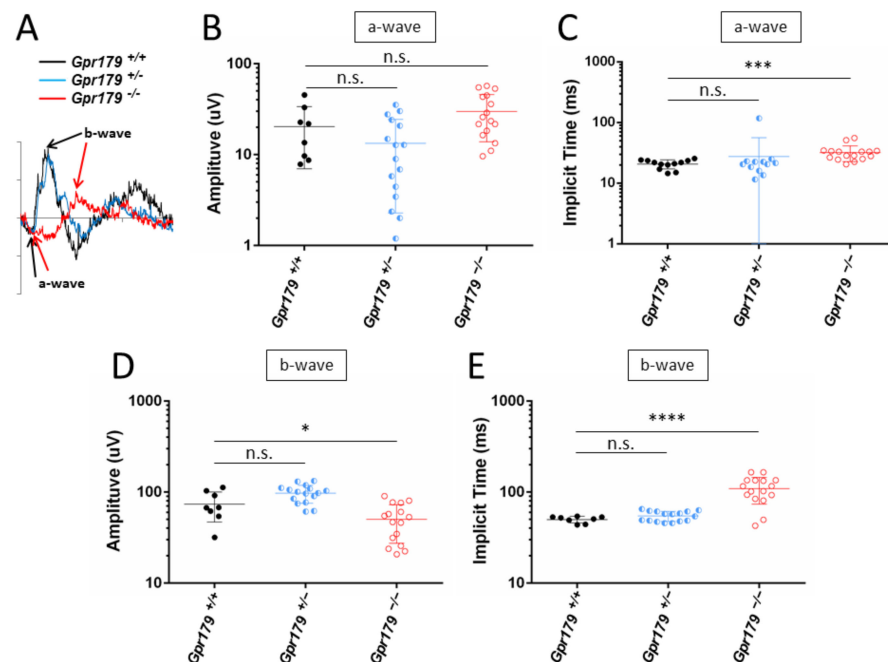 A
Gpr179 +/+
Gpr179 +/-
Gpr179 -/-
b-wave
a-wave
B
a-wave
n.s.
n.s.
Amplituve (uV)
100
10
1
Gpr179 +/+
Gpr179 +/−
Gpr179 −/−
C
a-wave
***
n.s.
Implicit Time (ms)
1000
100
10
1
Gpr179 +/+
Gpr179 +/−
Gpr179 −/−
D
b-wave
*
n.s.
Amplituve (uV)
1000
100
10
Gpr179 +/+
Gpr179 +/−
Gpr179 −/−
E
b-wave
****
n.s.
Implicit Time (ms)
1000
100
10
Gpr179 +/+
Gpr179 +/−
Gpr179 −/−